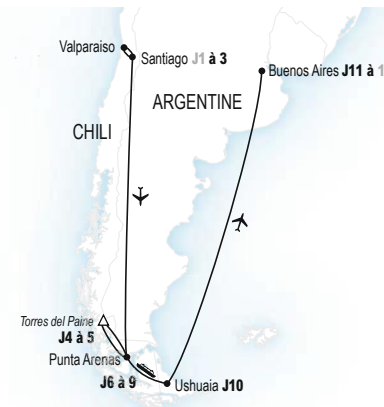 Valparaiso
Santiago J1 à 3
Buenos Aires J11 à 1
ARGENTINE
CHILI
Torres del Paine
J4 à 5
Punta Arenas
J6 à 9
Ushuaia J10